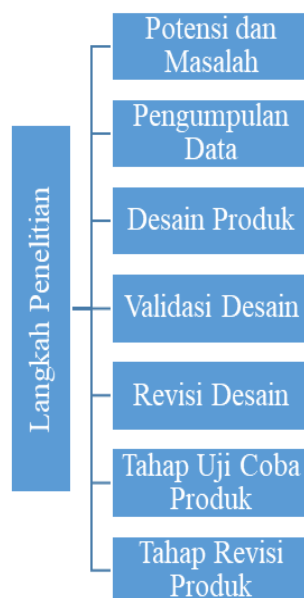 Langkah Penelitian
Potensi dan
Masalah
Pengumpulan
Data
Desain Produk
Validasi Desain
Revisi Desain
Tahap Uji Coba
Produk
Tahap Revisi
Produk